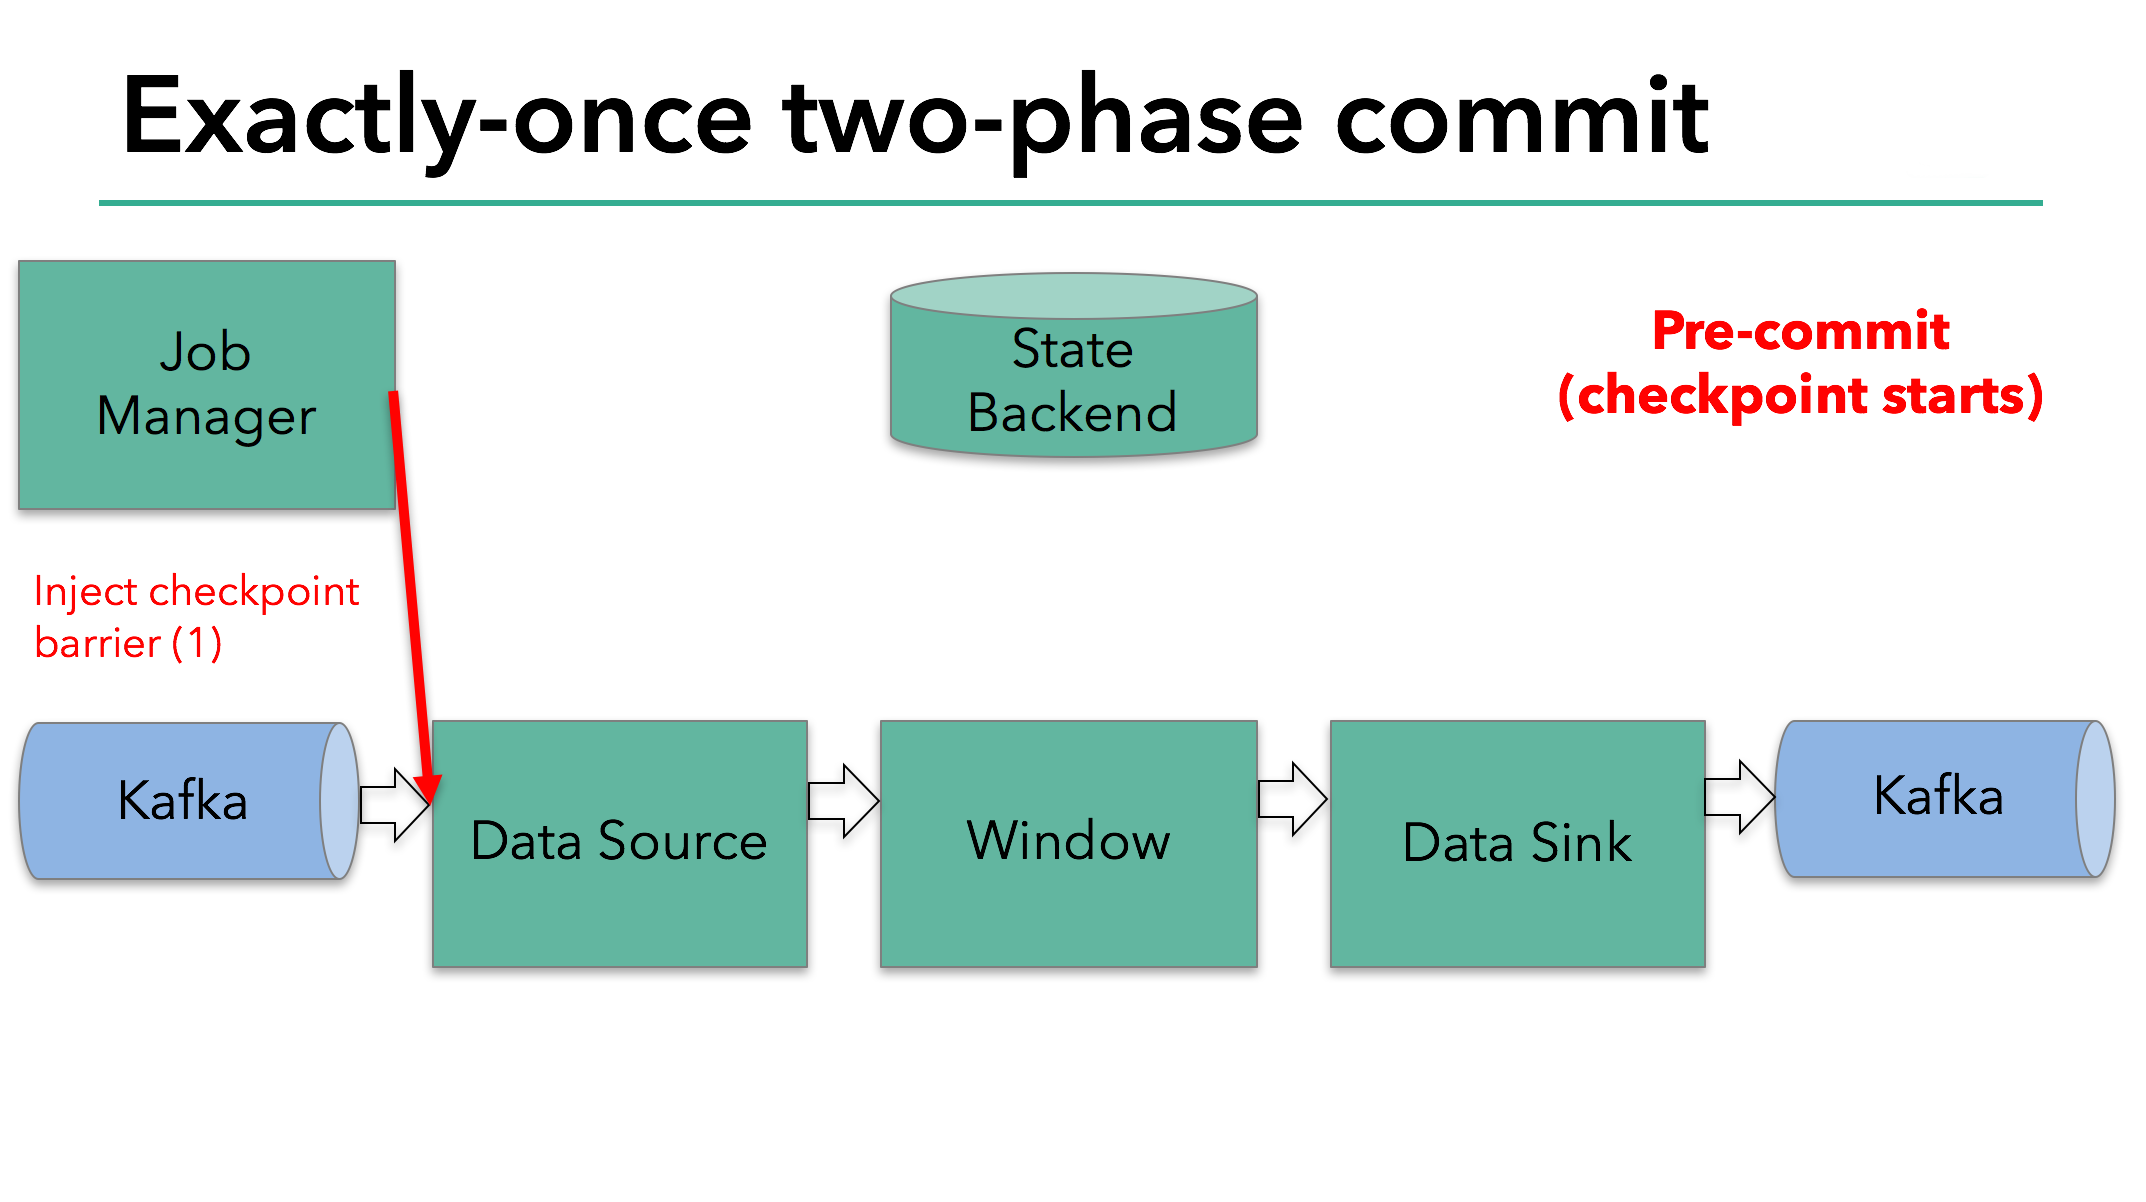 Exactly-once two-phase commit
Job
Manager
State
Backend
Pre-commit
(checkpoint starts)
Inject checkpoint
barrier (1)
Kafka
Data Source
Window
Data Sink
Kafka